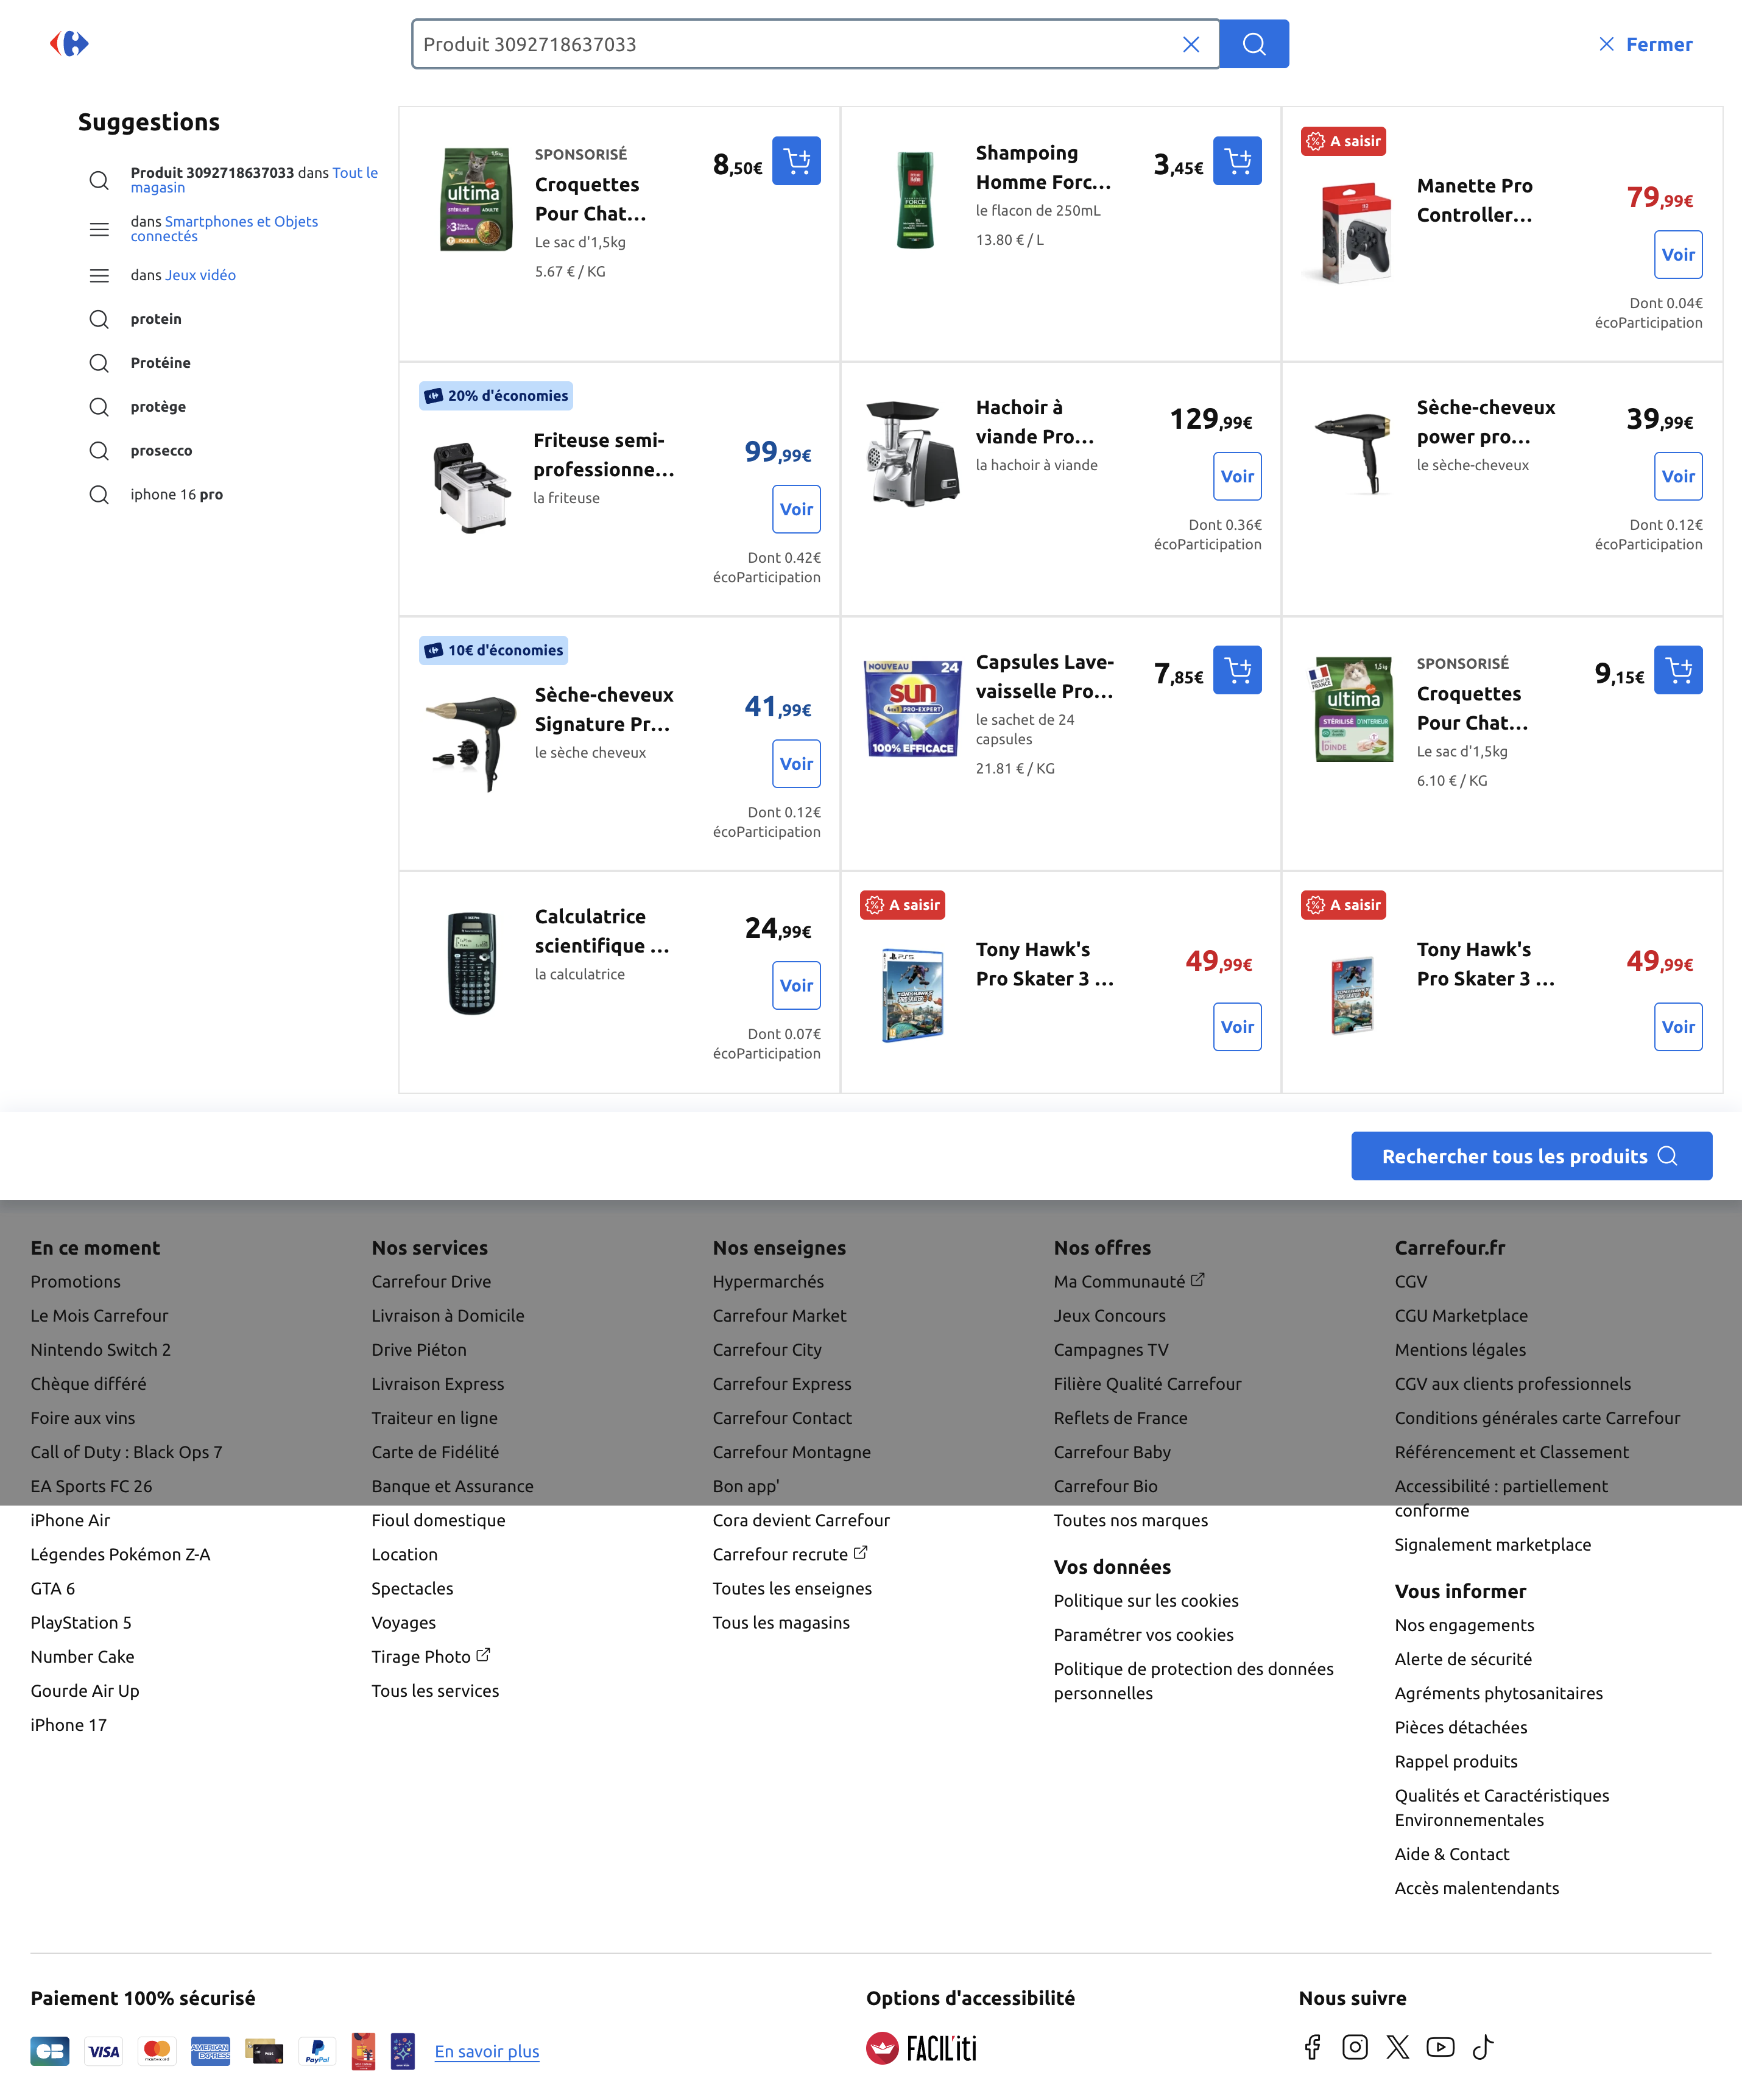 Produit 3092718637033
Fermer
Suggestions
Produit 3092718637033 dans Tout le
magasin
dans Smartphones et Objets
connectés
dans Jeux vidéo
protein
Protéine
protège
prosecco
iphone 16 pro
SPONSORISÉ
Croquettes
Pour Chat...
Le sac d'1,5kg
5.67 € / KG
8,50€
ultima
Shampoing
Homme Forc...
le flacon de 250mL
13.80 € / L
3,45€
FORCE
A saisir
Manette Pro
Controller...
79,99€
Voir
Dont 0.04€
écoParticipation
20% d'économies
Friteuse semi-
professionne...
la friteuse
99,99€
Voir
Dont 0.42€
écoParticipation
Hachoir à
viande Pro...
la hachoir à viande
129,99€
Voir
Dont 0.36€
écoParticipation
Sèche-cheveux
power pro...
le sèche-cheveux
39,99€
Voir
Dont 0.12€
écoParticipation
10€ d'économies
Sèche-cheveux
Signature Pr...
le sèche cheveux
41,99€
Voir
Dont 0.12€
écoParticipation
NOUVEAU 24
sun
PRO-EXPERT
100% EFFICACE
Capsules Lave-
vaisselle Pro...
le sachet de 24
capsules
21.81 € / KG
7,85€
ultima
STÉRILISÉ D'INTERIEUR
DINDE
SPONSORISÉ
Croquettes
Pour Chat...
Le sac d'1,5kg
6.10 € / KG
9,15€
Calculatrice
scientifique ...
la calculatrice
24,99€
Voir
Dont 0.07€
écoParticipation
A saisir
Tony Hawk's
Pro Skater 3 ...
49,99€
Voir
A saisir
Tony Hawk's
Pro Skater 3 ...
49,99€
Voir
Rechercher tous les produits
En ce moment
Promotions
Le Mois Carrefour
Nintendo Switch 2
Chèque différé
Foire aux vins
Call of Duty : Black Ops 7
EA Sports FC 26
iPhone Air
Légendes Pokémon Z-A
GTA 6
PlayStation 5
Number Cake
Gourde Air Up
iPhone 17
Nos services
Carrefour Drive
Livraison à Domicile
Drive Piéton
Livraison Express
Traiteur en ligne
Carte de Fidélité
Banque et Assurance
Fioul domestique
Location
Spectacles
Voyages
Tirage Photo
Tous les services
Nos enseignes
Hypermarchés
Carrefour Market
Carrefour City
Carrefour Express
Carrefour Contact
Carrefour Montagne
Bon app'
Cora devient Carrefour
Carrefour recrute
Toutes les enseignes
Tous les magasins
Nos offres
Ma Communauté
Jeux Concours
Campagnes TV
Filière Qualité Carrefour
Reflets de France
Carrefour Baby
Carrefour Bio
Toutes nos marques
Vos données
Politique sur les cookies
Paramétrer vos cookies
Politique de protection des données
personnelles
Carrefour.fr
CGV
CGU Marketplace
Mentions légales
CGV aux clients professionnels
Conditions générales carte Carrefour
Référencement et Classement
Accessibilité : partiellement
conforme
Signalement marketplace
Vous informer
Nos engagements
Alerte de sécurité
Agréments phytosanitaires
Pièces détachées
Rappel produits
Qualités et Caractéristiques
Environnementales
Aide & Contact
Accès malentendants
Paiement 100% sécurisé
CB
VISA
mastercard
AMERICAN EXPRESS
PayPal
En savoir plus
Options d'accessibilité
FACIL'iti
Nous suivre